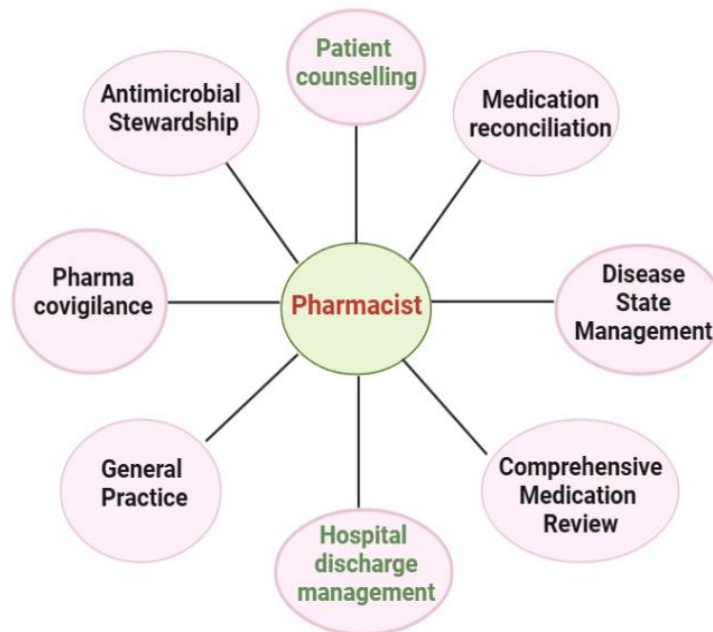 Patient
counselling
Antimicrobial
Stewardship
Medication
reconciliation
Pharma
covigilance
Pharmacist
Disease
State
Management
General
Practice
Comprehensive
Medication
Review
Hospital
discharge
management